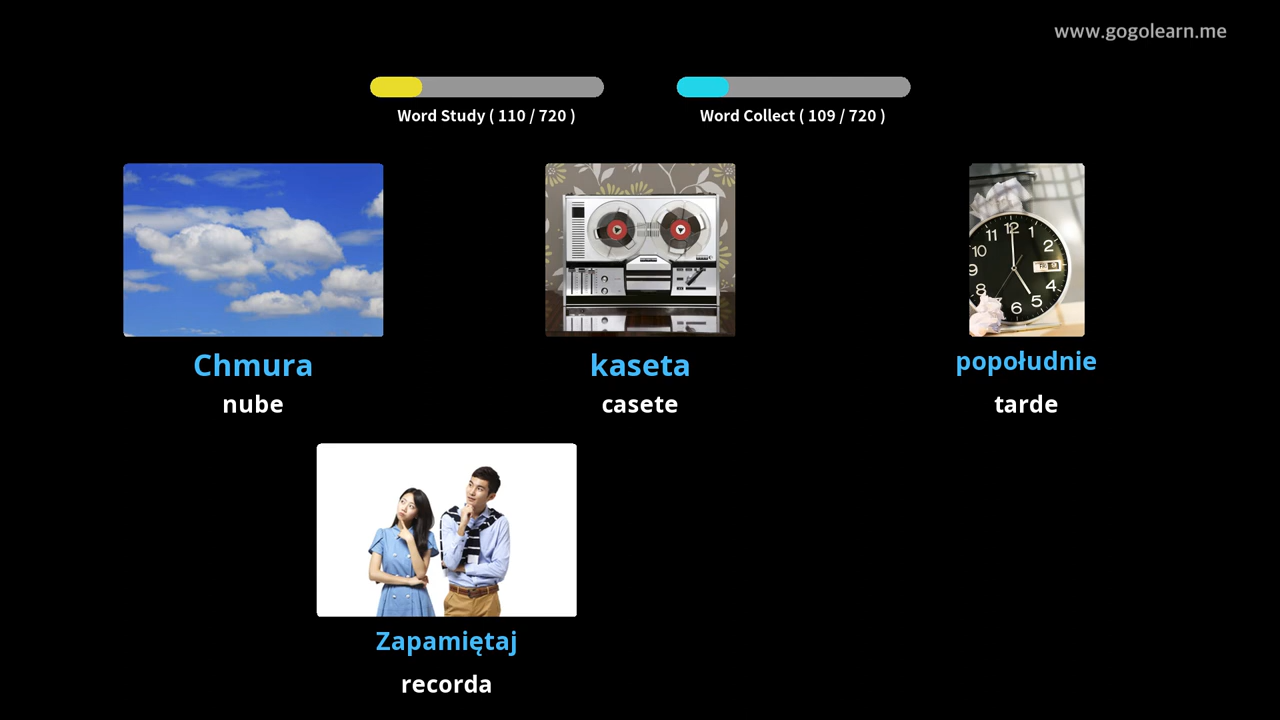 www.gogolearn.me
Word Study ( 110 / 720 )
Word Collect ( 109 / 720 )
Chmura
kaseta
popołudnie
nube
casete
tarde
Zapamiętaj
recorda